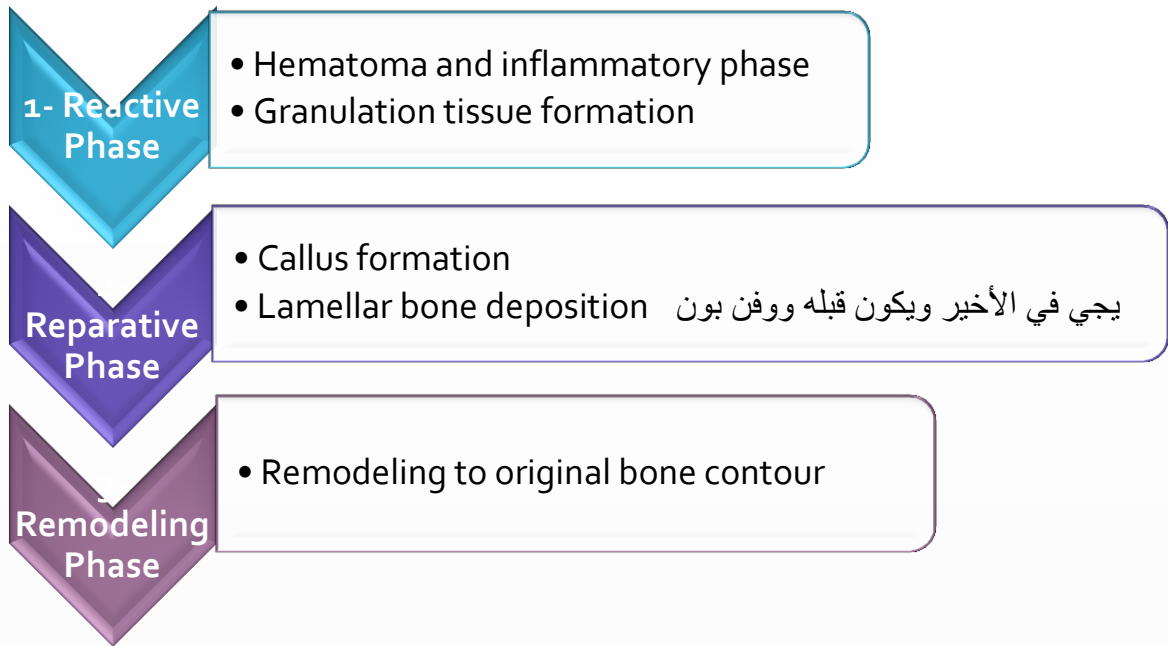 1- Reactive
Phase
• Hematoma and inflammatory phase
• Granulation tissue formation
Reparative
Phase
• Callus formation
• Lamellar bone deposition يجي في الأخير ويكون قبله ووفن بون
Remodeling
Phase
• Remodeling to original bone contour